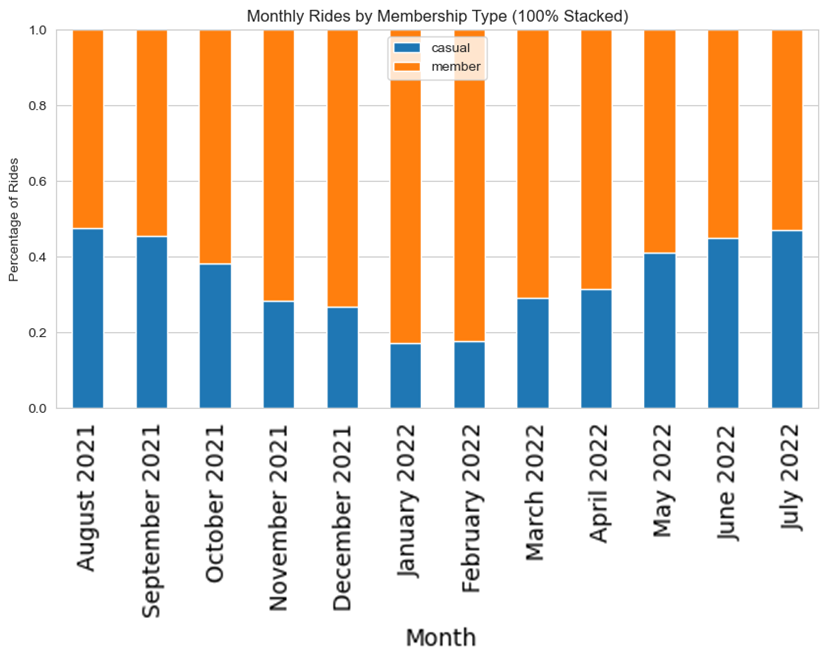 Monthly Rides by Membership Type (100% Stacked)
casual
member
Percentage of Rides
1.0
0.8
0.6
0.4
0.2
0.0
August 2021
September 2021
October 2021
November 2021
December 2021
January 2022
February 2022
March 2022
April 2022
May 2022
June 2022
July 2022
Month